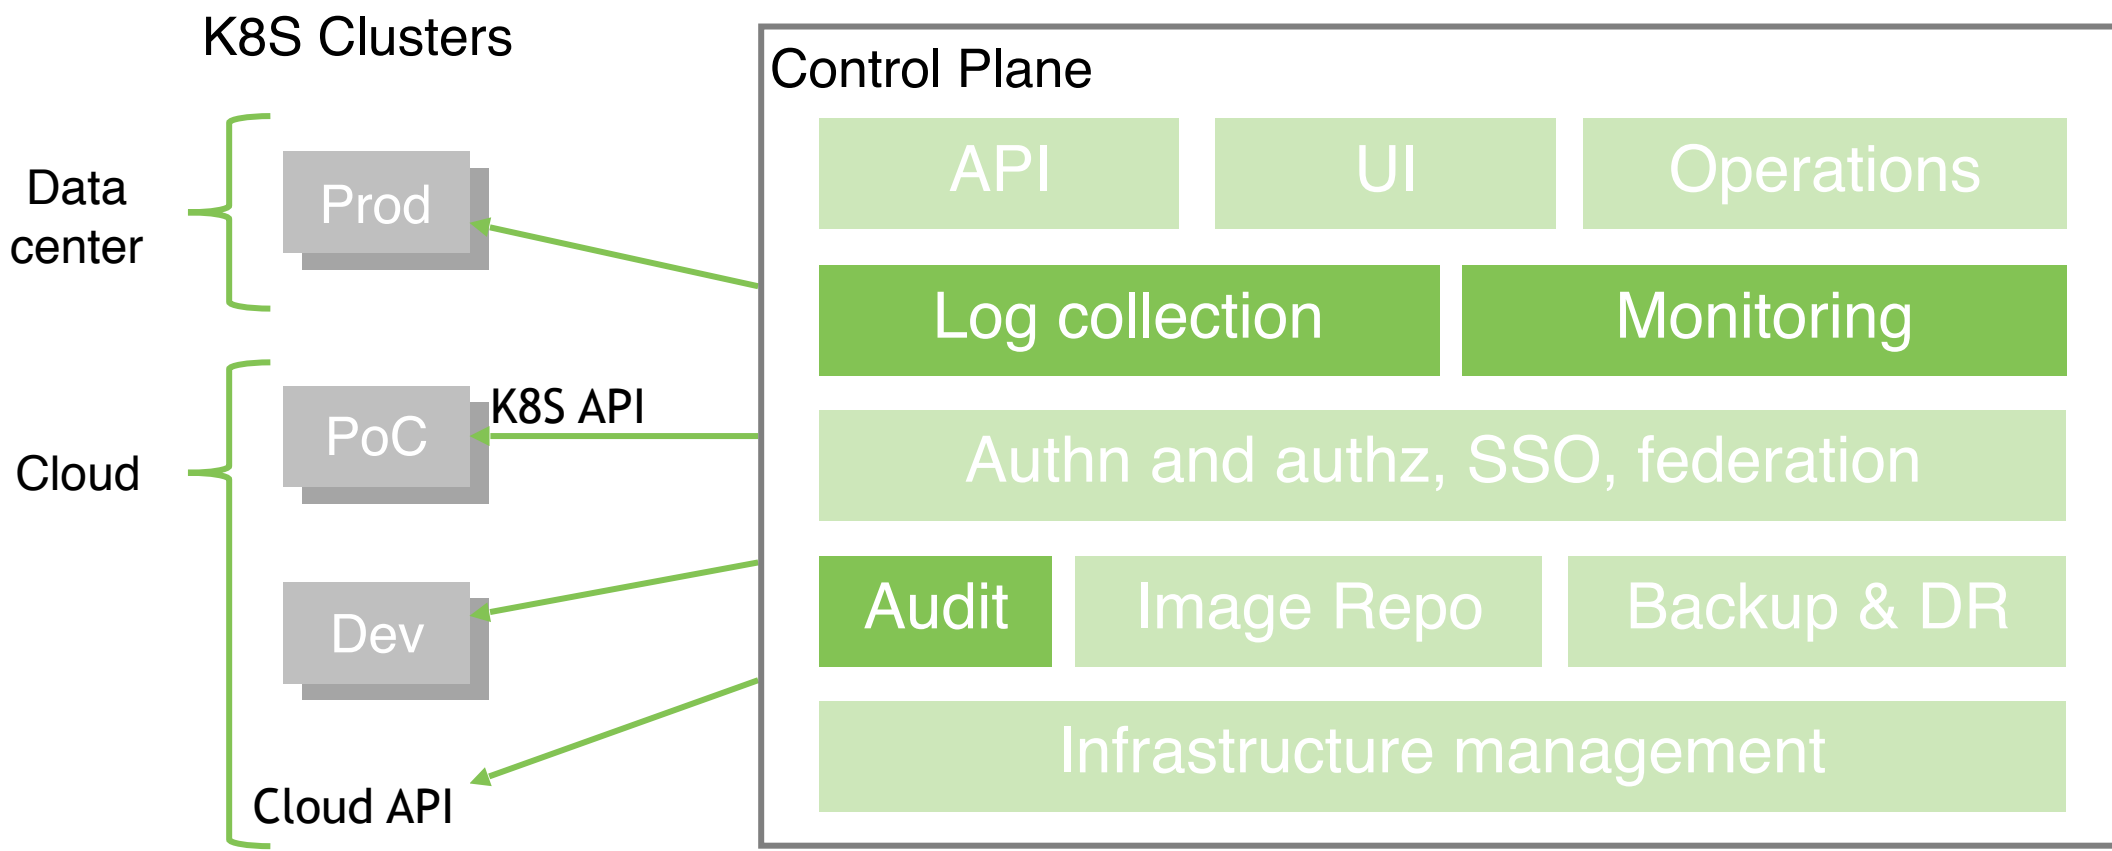 K8S Clusters
Data
center
Prod
Cloud
PoC
K8S API
Dev
Cloud API
Control Plane
API
UI
Operations
Log collection
Monitoring
Authn and authz, SSO, federation
Audit
Image Repo
Backup & DR
Infrastructure management